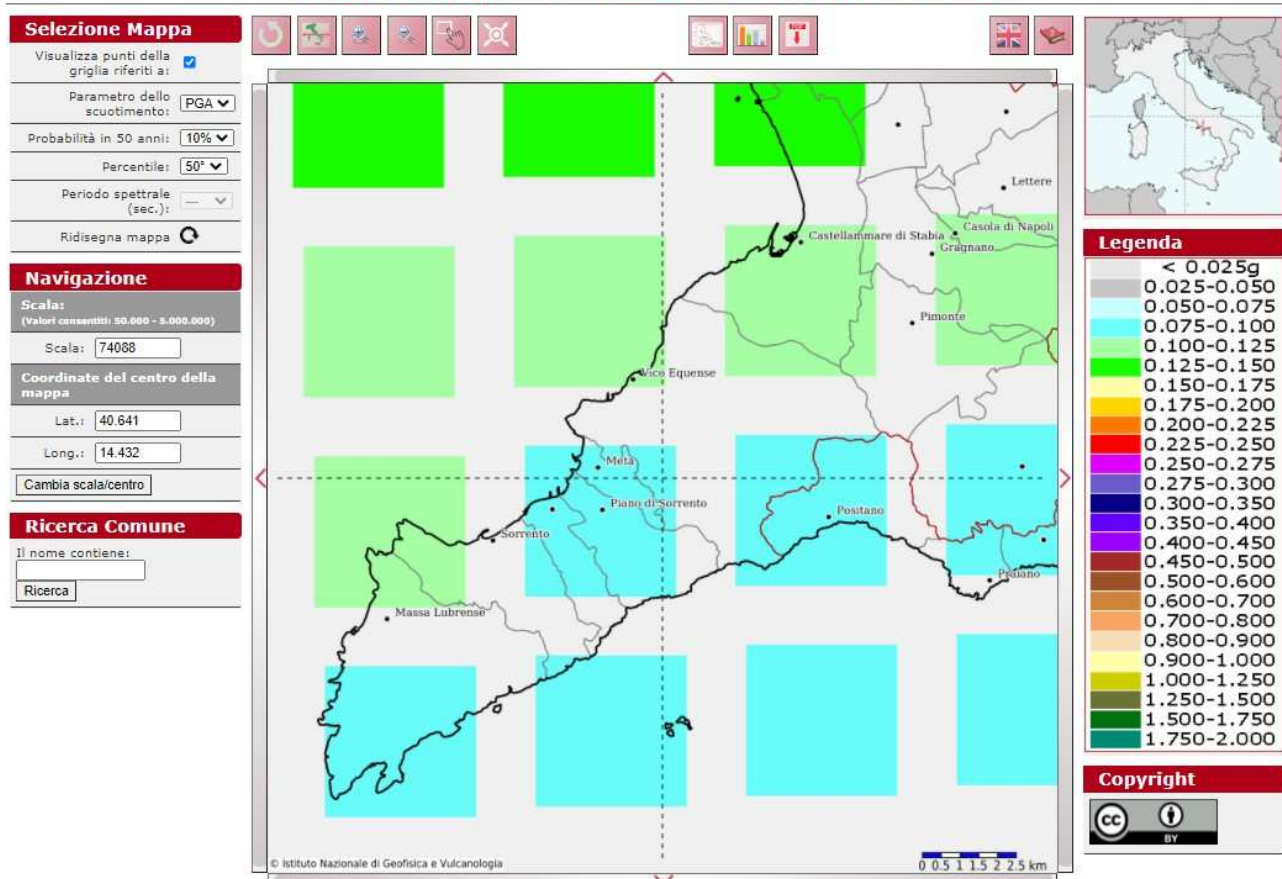 Selezione Mappa
Visualizza punti della
griglia riferiti a:
Parametro dello
scuotimento: PGA
Probabilità in 50 anni: 10%
Percentile: 50°
Periodo spettrale
(sec.): ---
Ridisegna mappa
Navigazione
Scala:
(Valori consentiti: 50.000 - 5.000.000)
Scala: 74088
Coordinate del centro della
mappa
Lat.: 40.641
Long.: 14.432
Cambia scala/centro
Ricerca Comune
Il nome contiene:
Ricerca
Lettere
Castellammare di Stabia
Casola di Napoli
Gragnano
Pimonte
Vico Equense
Meta
Piano di Sorrento
Positano
Sorrento
Praiano
Massa Lubrense
© Istituto Nazionale di Geofisica e Vulcanologia
0 0.5 1 1.5 2 2.5 km
Legenda
< 0.025g
0.025-0.050
0.050-0.075
0.075-0.100
0.100-0.125
0.125-0.150
0.150-0.175
0.175-0.200
0.200-0.225
0.225-0.250
0.250-0.275
0.275-0.300
0.300-0.350
0.350-0.400
0.400-0.450
0.450-0.500
0.500-0.600
0.600-0.700
0.700-0.800
0.800-0.900
0.900-1.000
1.000-1.250
1.250-1.500
1.500-1.750
1.750-2.000
Copyright
cc
BY